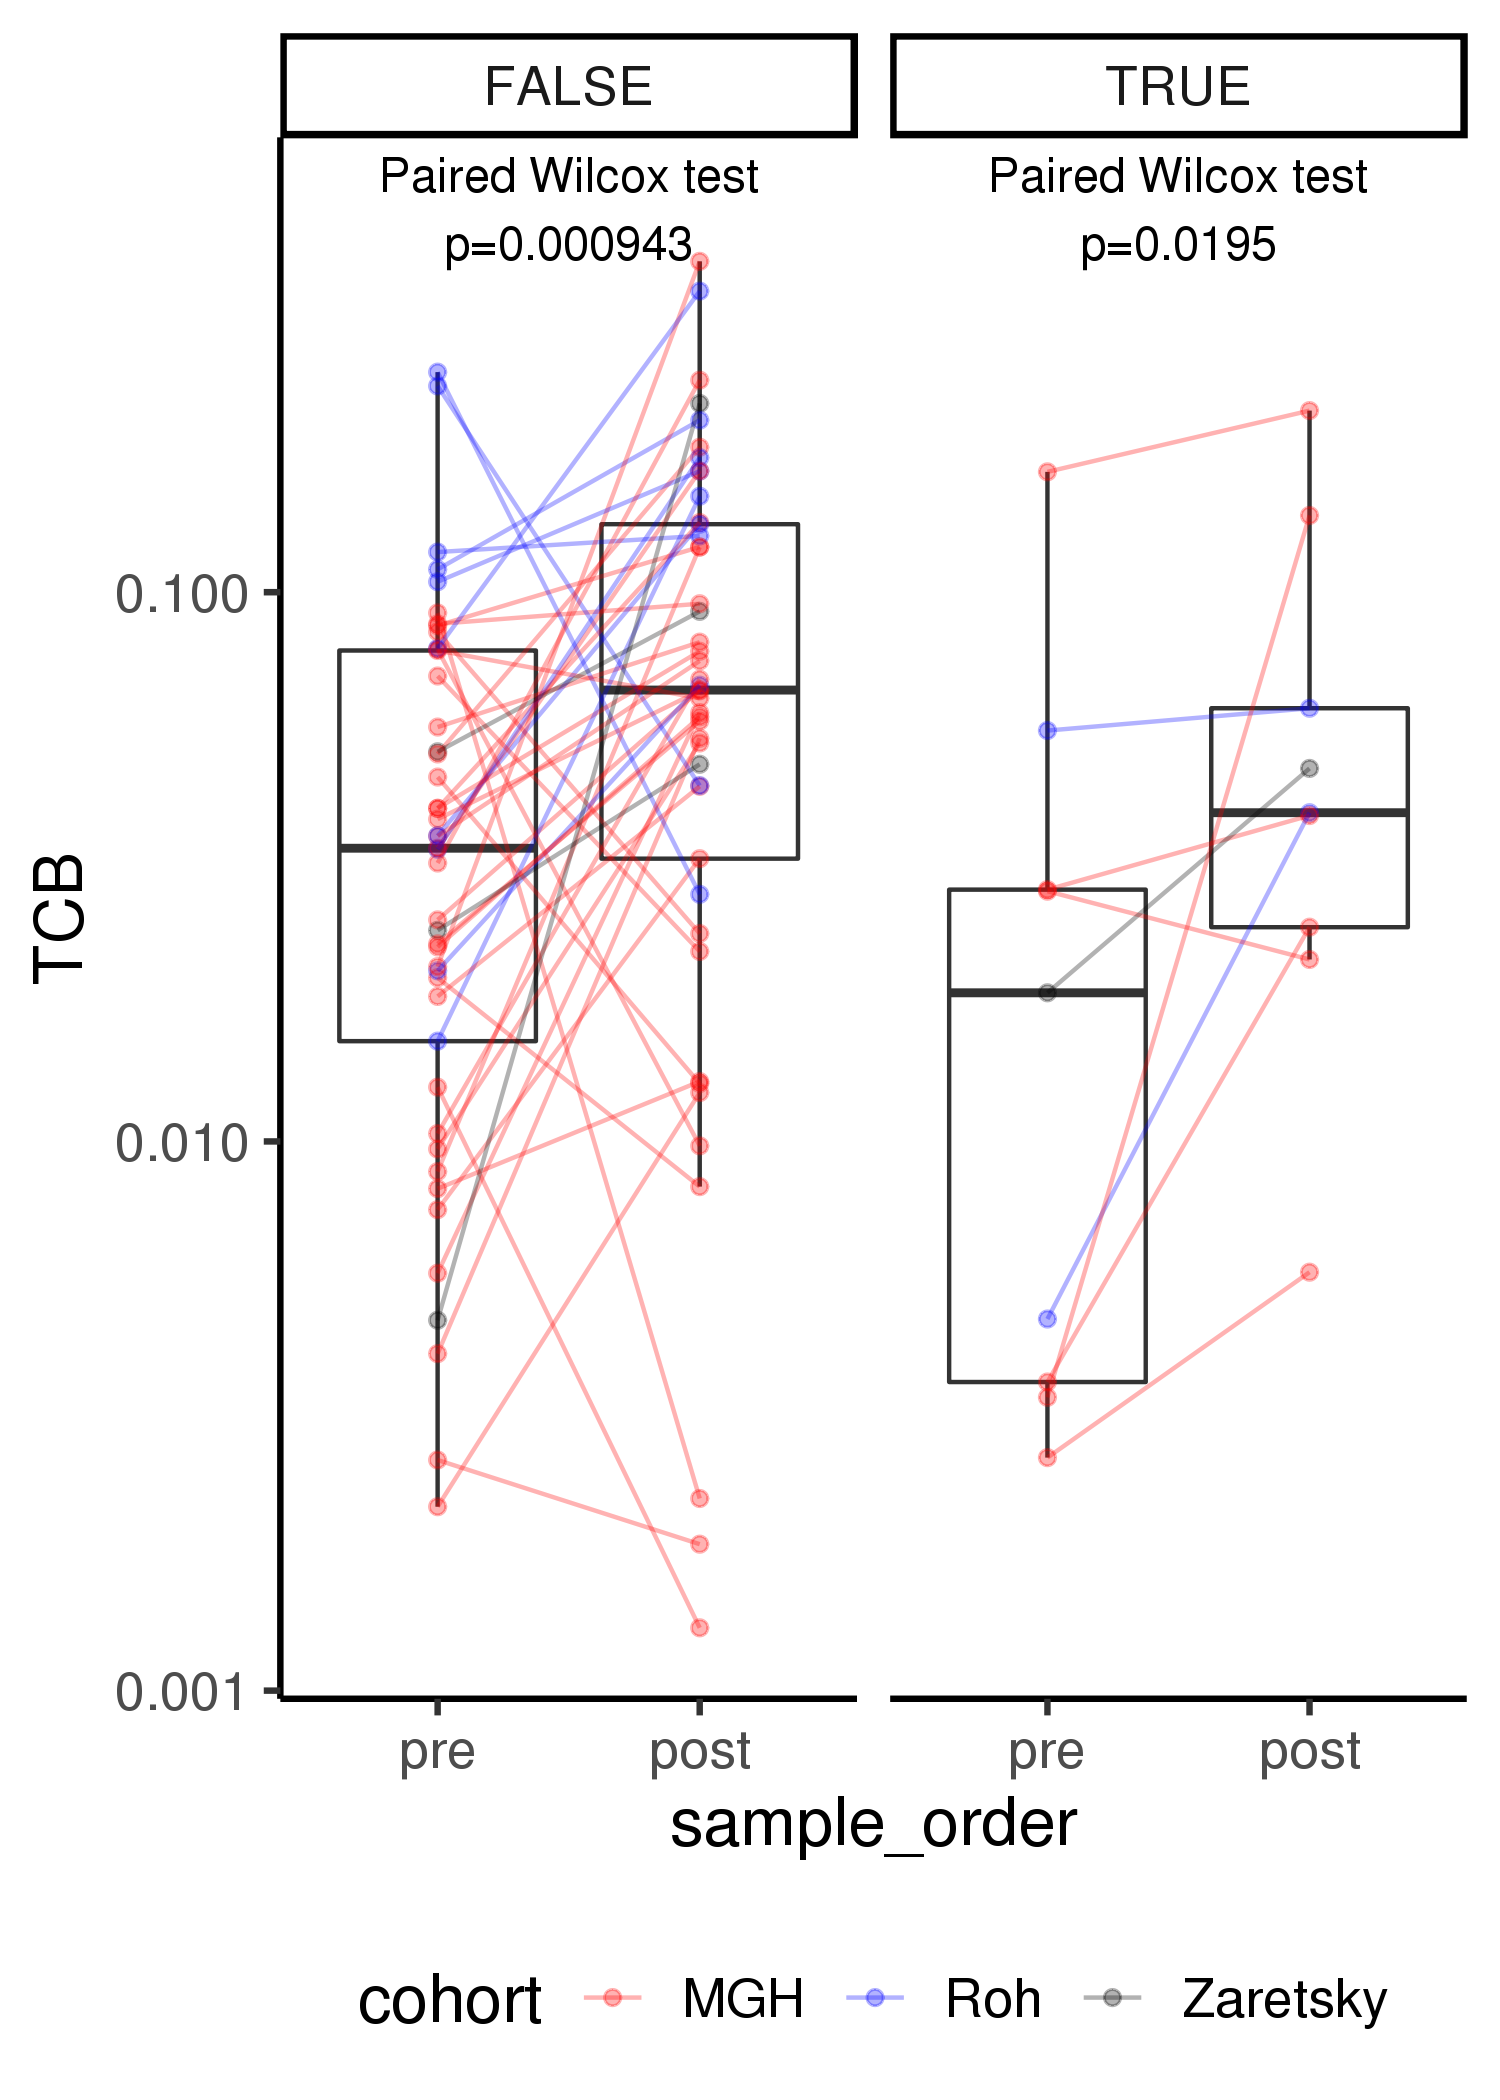 FALSE
TRUE
Paired Wilcox test
p=0.000943
Paired Wilcox test
p=0.0195
TCB
0.100
0.010
0.001
pre
post
pre
post
sample_order
cohort
MGH
Roh
Zaretsky